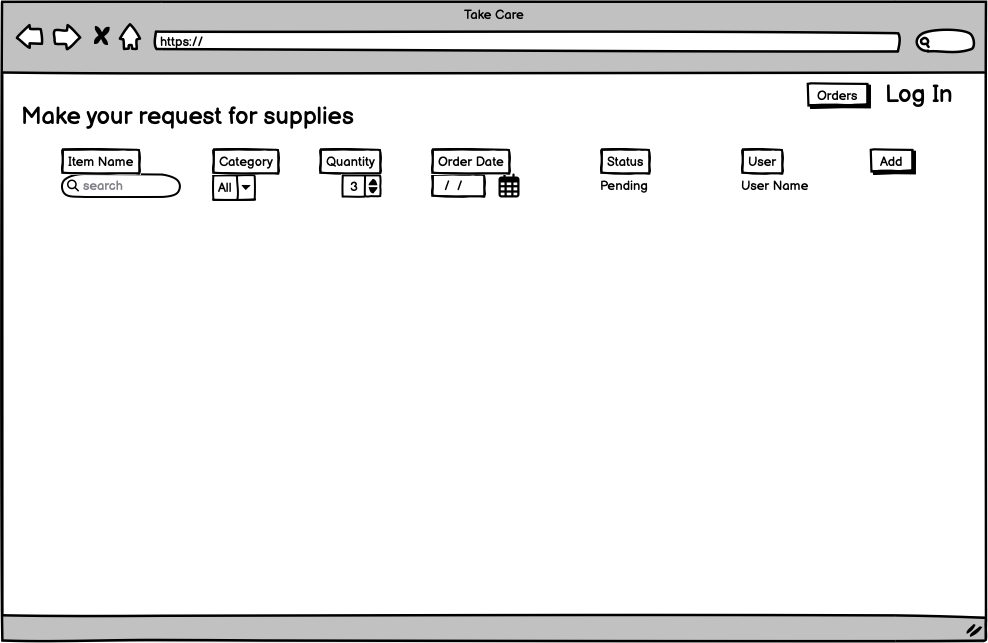 Take Care
https://
Orders Log In
Make your request for supplies
Item Name Category Quantity Order Date Status User Add
search All 3 / / Pending User Name